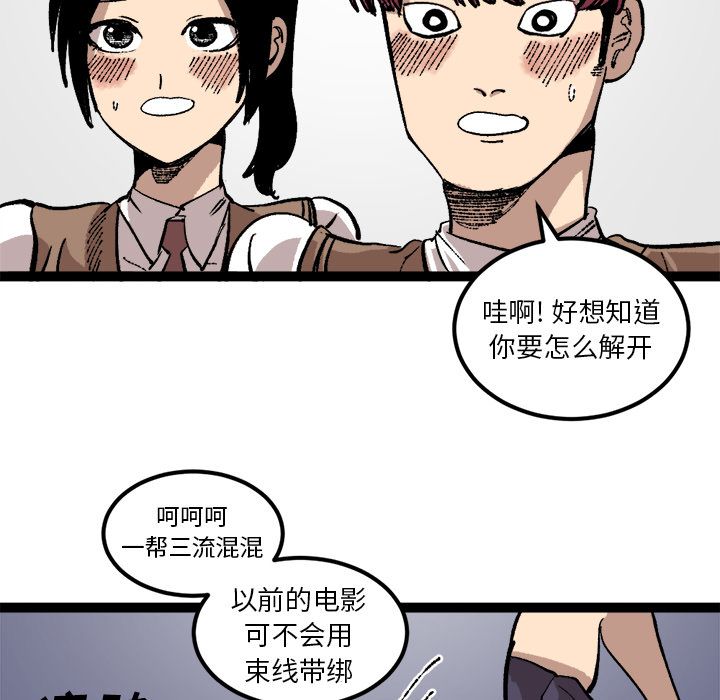 哇啊! 好想知道
你要怎么解开
呵呵呵
一帮三流混混
以前的电影
可不会用
束线带绑